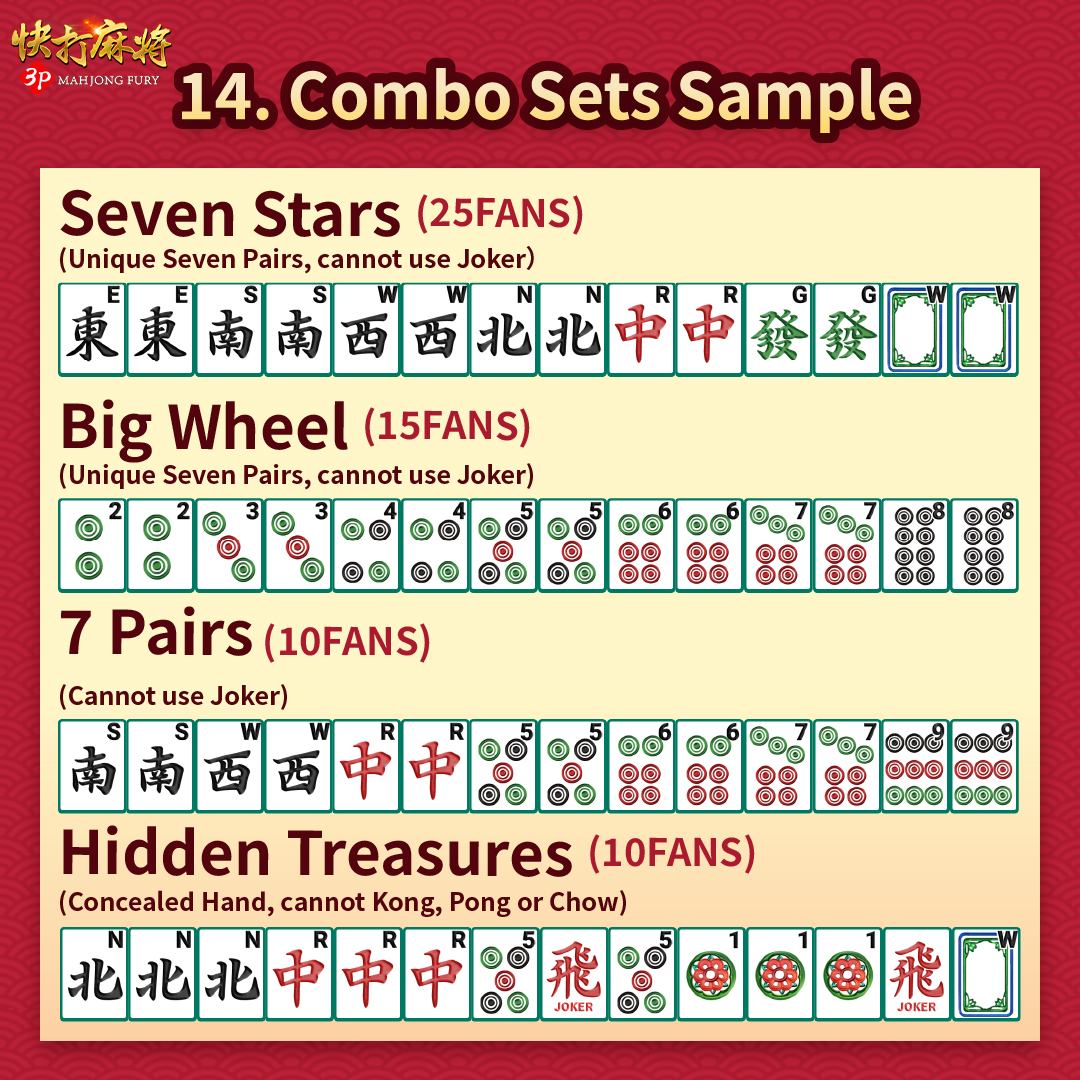 快打麻将
3P MAHJONG FURY
14. Combo Sets Sample
Seven Stars (25FANS)
(Unique Seven Pairs, cannot use Joker)
E E S S W W N N R R G G W W
東 東 南 南 西 西 北 北 中 中 發 發
Big Wheel (15FANS)
(Unique Seven Pairs, cannot use Joker)
2 2 3 3 4 4 5 5 6 6 7 7 8 8
7 Pairs (10FANS)
(Cannot use Joker)
S S W W R R 5 5 6 6 7 7 9 9
南 南 西 西 中 中
Hidden Treasures (10FANS)
(Concealed Hand, cannot Kong, Pong or Chow)
N N N R R R 5 5 1 1 1 W
北 北 北 中 中 中 飛 飛
JOKER JOKER